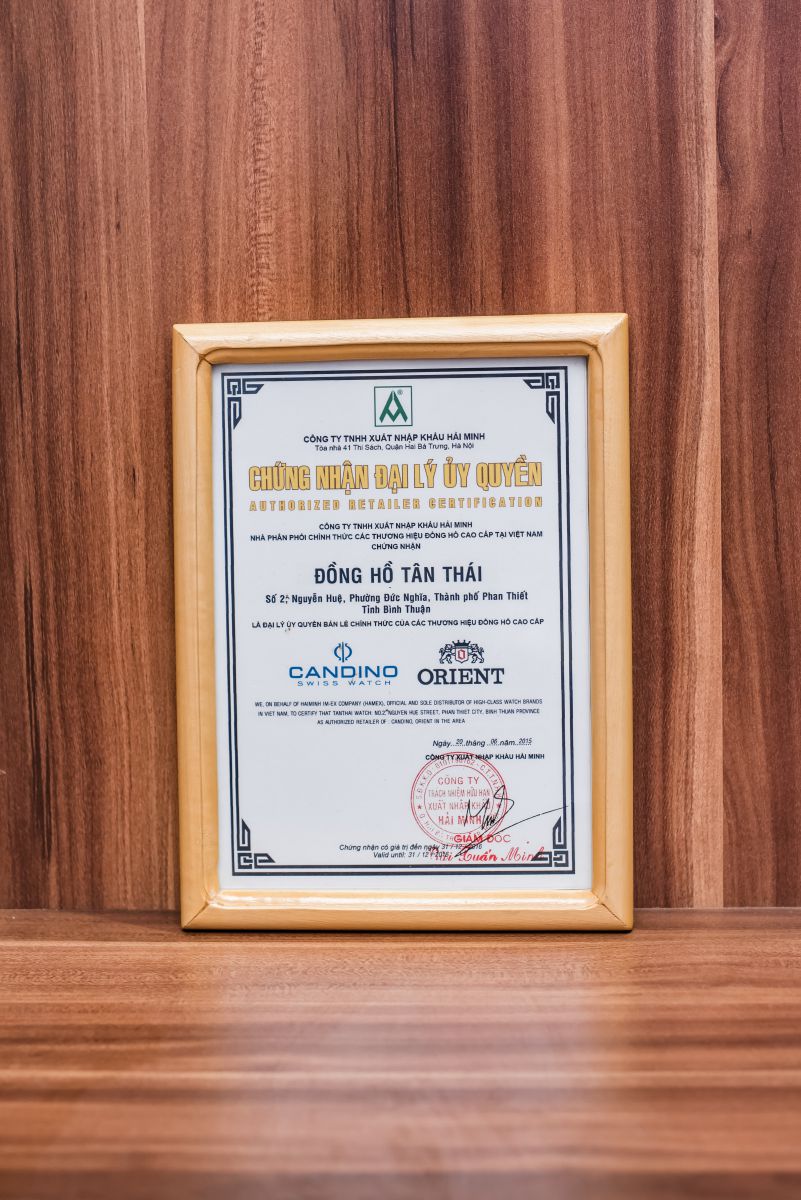 ®
CÔNG TY TNHH XUẤT NHẬP KHẨU HẢI MINH
Tòa nhà 41 Thi Sách, Quận Hai Bà Trưng, Hà Nội
CHỨNG NHẬN ĐẠI LÝ ỦY QUYỀN
AUTHORIZED RETAILER CERTIFICATION
CÔNG TY TNHH XUẤT NHẬP KHẨU HẢI MINH
NHÀ PHÂN PHỐI CHÍNH THỨC CÁC THƯƠNG HIỆU ĐỒNG HỒ CAO CẤP TẠI VIỆT NAM
CHỨNG NHẬN
ĐỒNG HỒ TÂN THÁI
Số 2, Nguyễn Huệ, Phường Đức Nghĩa, Thành phố Phan Thiết
Tỉnh Bình Thuận
LÀ ĐẠI LÝ ỦY QUYỀN BÁN LẺ CHÍNH THỨC CỦA CÁC THƯƠNG HIỆU ĐỒNG HỒ CAO CẤP
CANDINO
SWISS WATCH
ORIENT
WE, ON BEHALF OF HAIMINH IM-EX COMPANY (HAMEX), OFFICIAL AND SOLE DISTRIBUTOR OF HIGH-CLASS WATCH BRANDS
IN VIET NAM, TO CERTIFY THAT TANTHAI WATCH: NO.2, NGUYEN HUE STREET, PHAN THIET CITY, BINH THUAN PROVINCE
AS AUTHORIZED RETAILER OF : CANDINO, ORIENT IN THE AREA
Ngày 20 tháng 06 năm 2015
CÔNG TY XUẤT NHẬP KHẨU HẢI MINH
CÔNG TY
TRÁCH NHIỆM HỮU HẠN
XUẤT NHẬP KHẨU
HẢI MINH
GIÁM ĐỐC
Xuân Minh
Chứng nhận có giá trị đến ngày 31 / 12 / 2016
Valid until: 31 / 12 / 2016